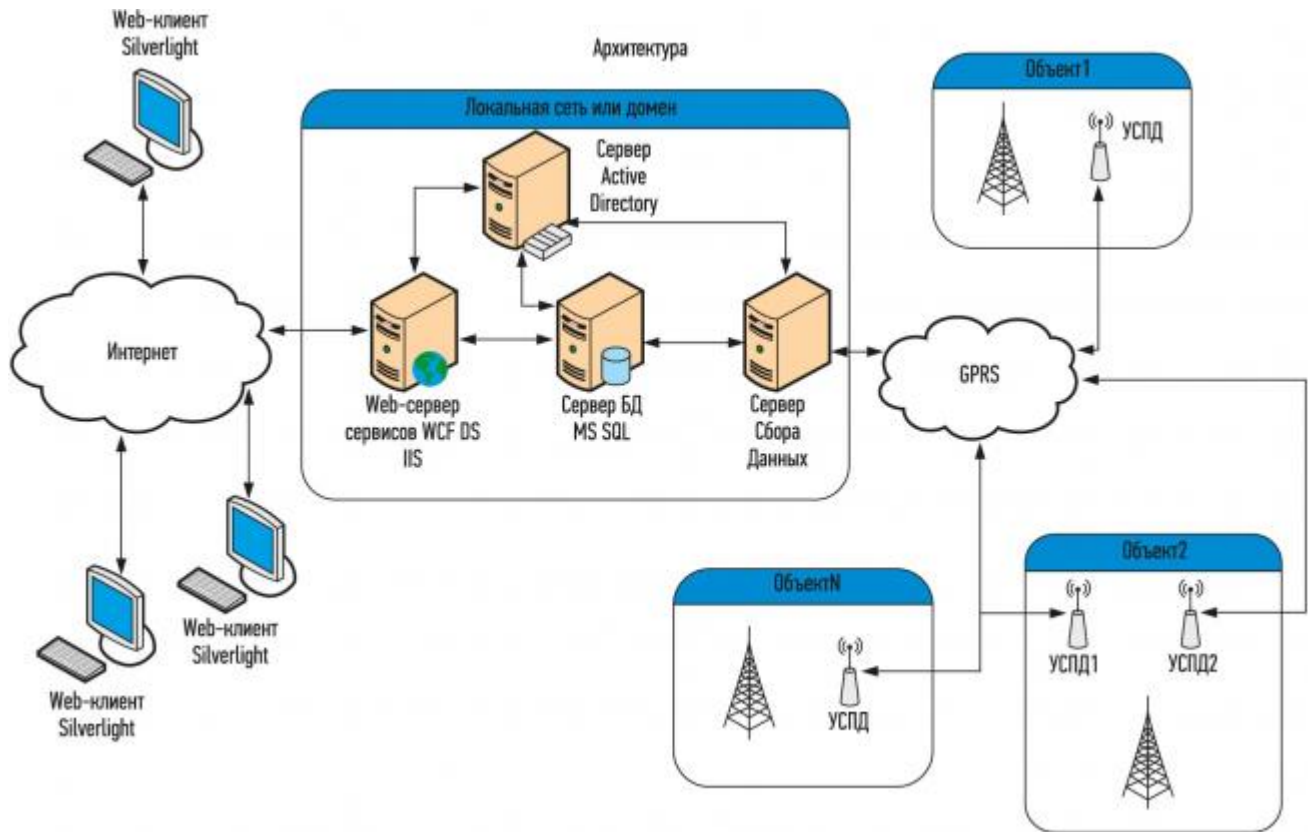 Web-клиент
Silverlight
Архитектура
Локальная сеть или домен
Сервер
Active
Directory
Объект1
УСПД
Интернет
Web-сервер
сервисов WCF DS
IIS
Сервер БД
MS SQL
Сервер
Сбора
Данных
GPRS
Web-клиент
Silverlight
Web-клиент
Silverlight
ОбъектN
УСПД
Объект2
УСПД1
УСПД2